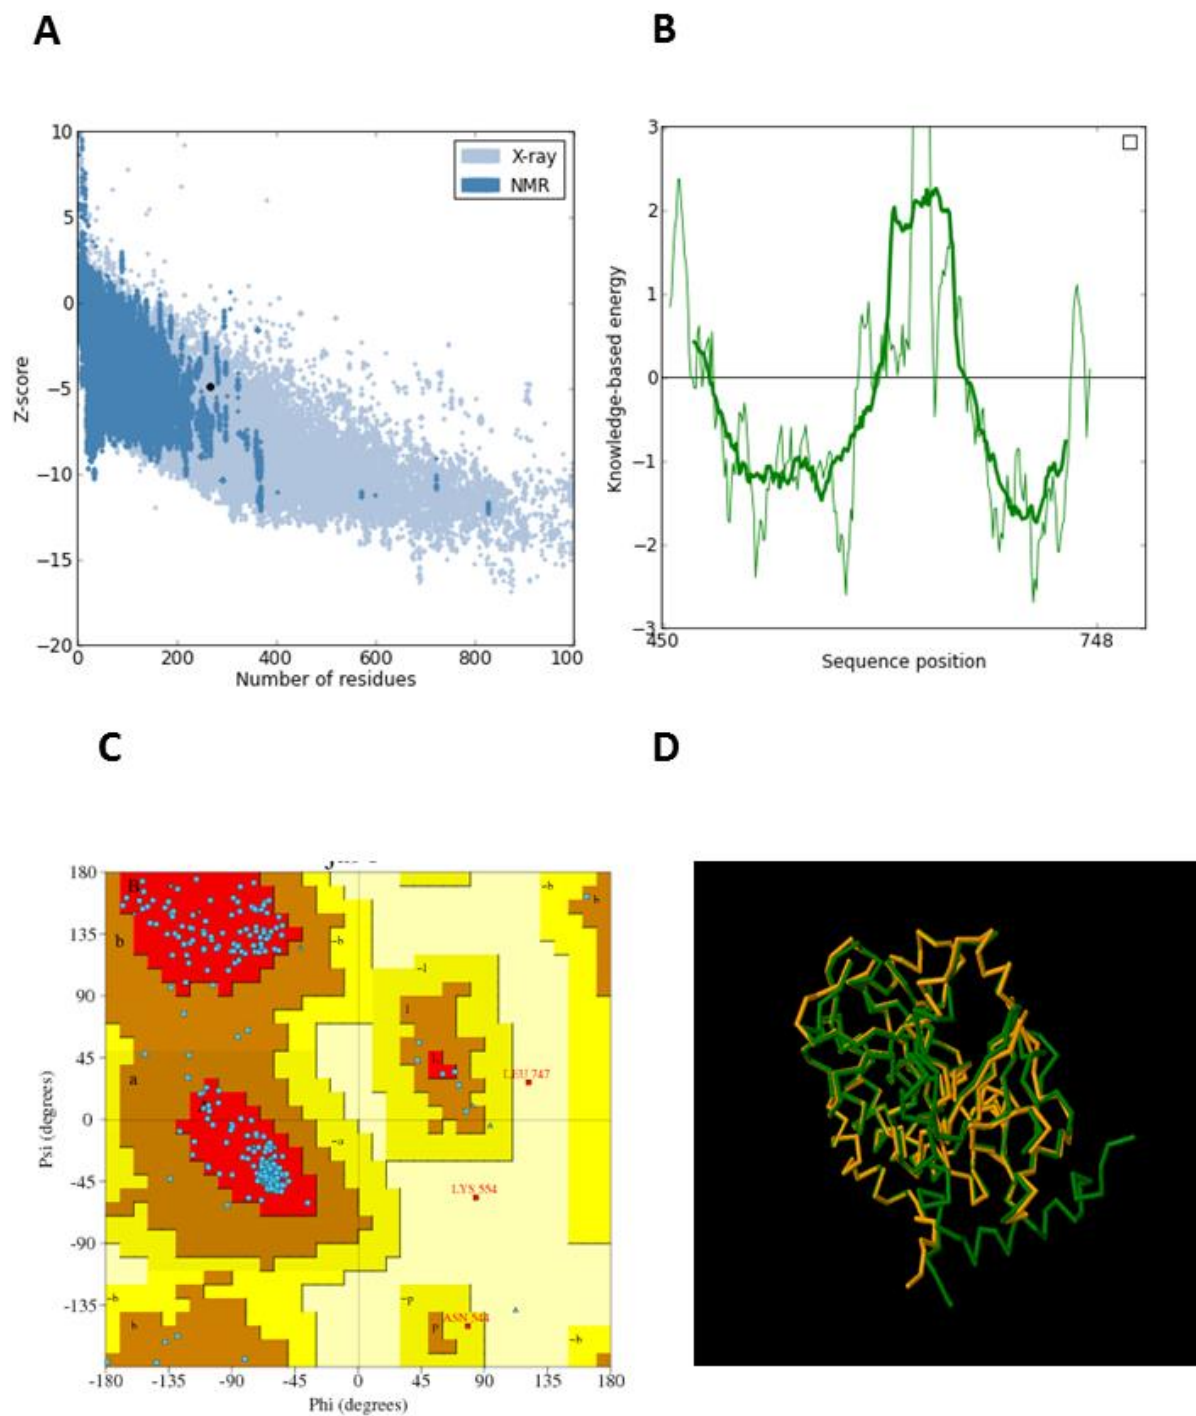 A
B
10
5
0
−5
−10
−15
−20
Z-score
X-ray
NMR
0
200
400
600
800
100
Number of residues
3
2
1
0
−1
−2
−3
Knowledge-based energy
450
748
Sequence position
C
D
180
135
90
45
0
-45
-90
-135
Psi (degrees)
B
b
~b
~b
b
~l
l
a
LEU 747
~a
LYS 554
~b
~p
b
p
ASN 544
~b
-180
-135
-90
-45
0
45
90
135
180
Phi (degrees)